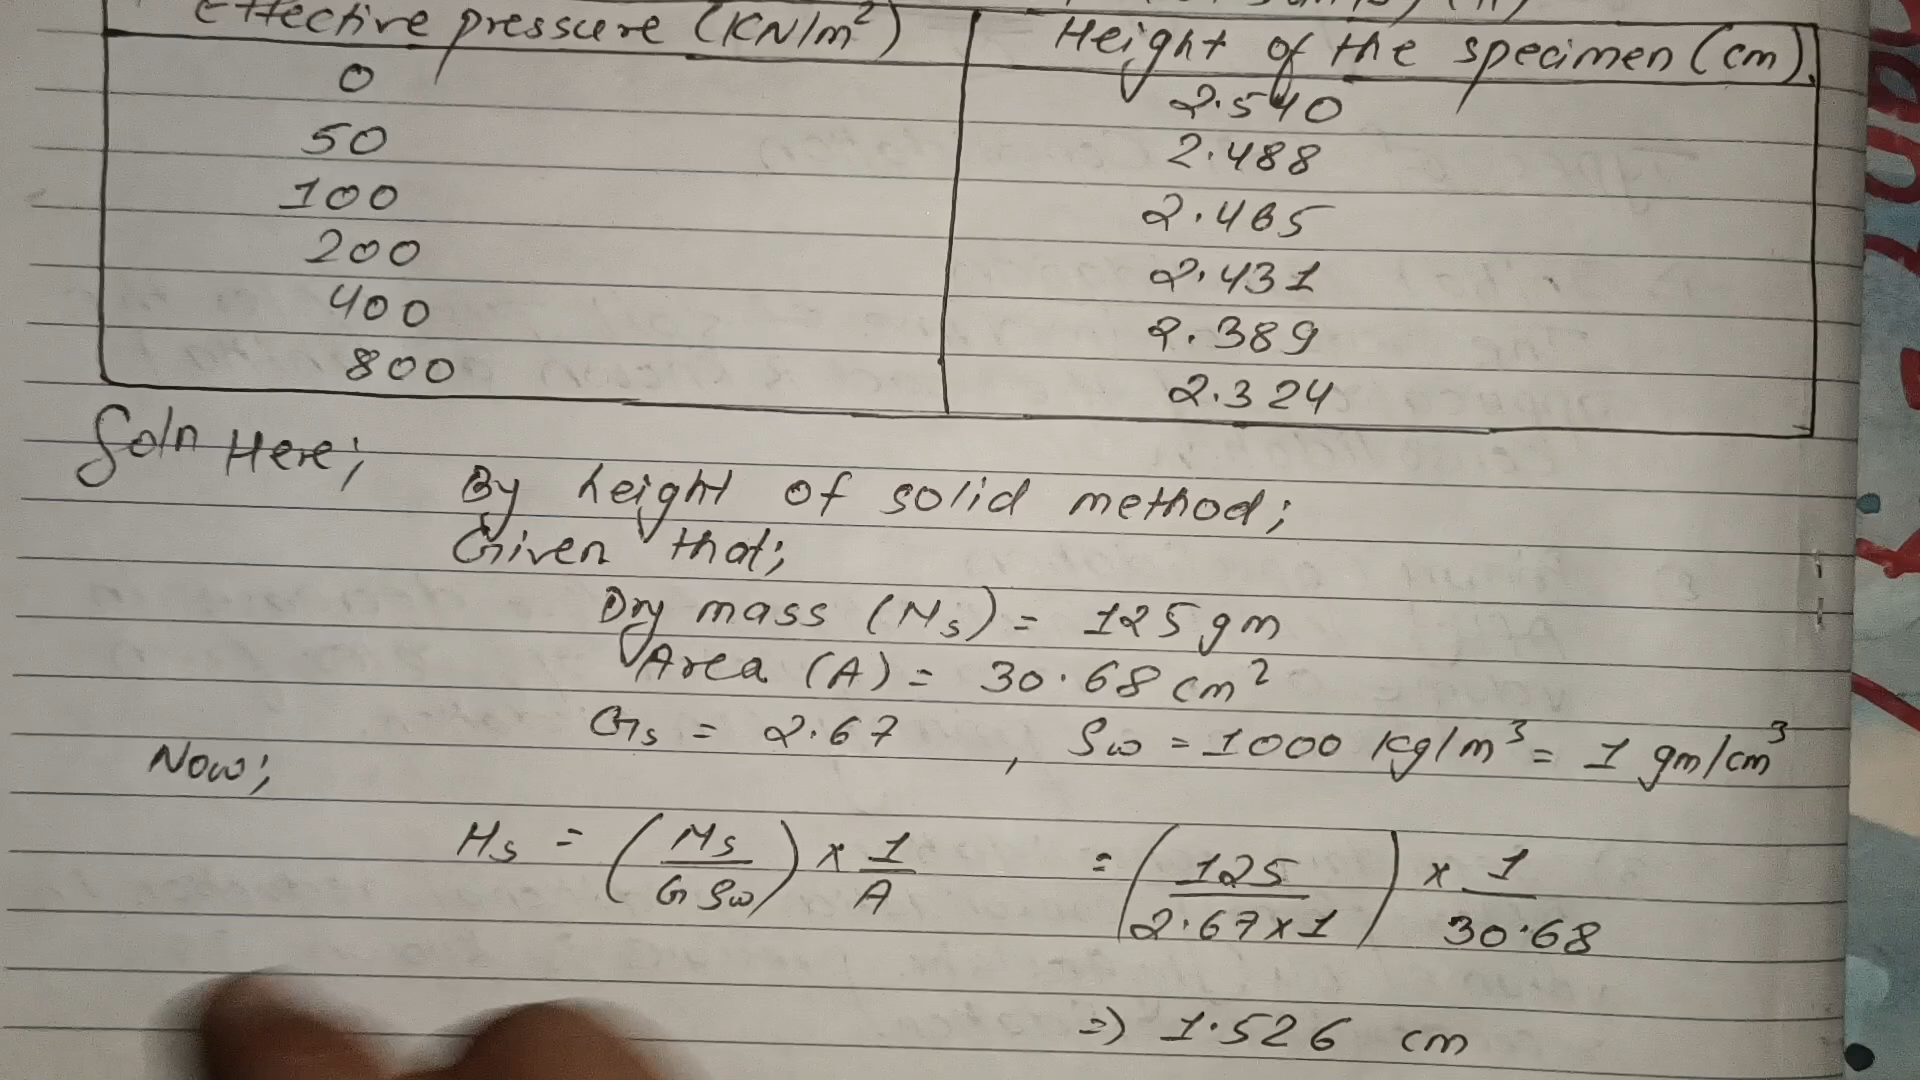 Effective pressure (KN/m²) Height of the specimen (cm)
0 2.540
50 2.488
100 2.465
200 2.431
400 2.389
800 2.324
Soln Here;
By height of solid method;
Given that;
Dry mass (Ms) = 125 gm
Area (A) = 30.68 cm²
Gs = 2.67 , ρw = 1000 kg/m³ = 1 gm/cm³
Now;
Hs = (Ms / G ρw) × 1/A = (125 / 2.67×1) × 1/30.68
⇒ 1.526 cm